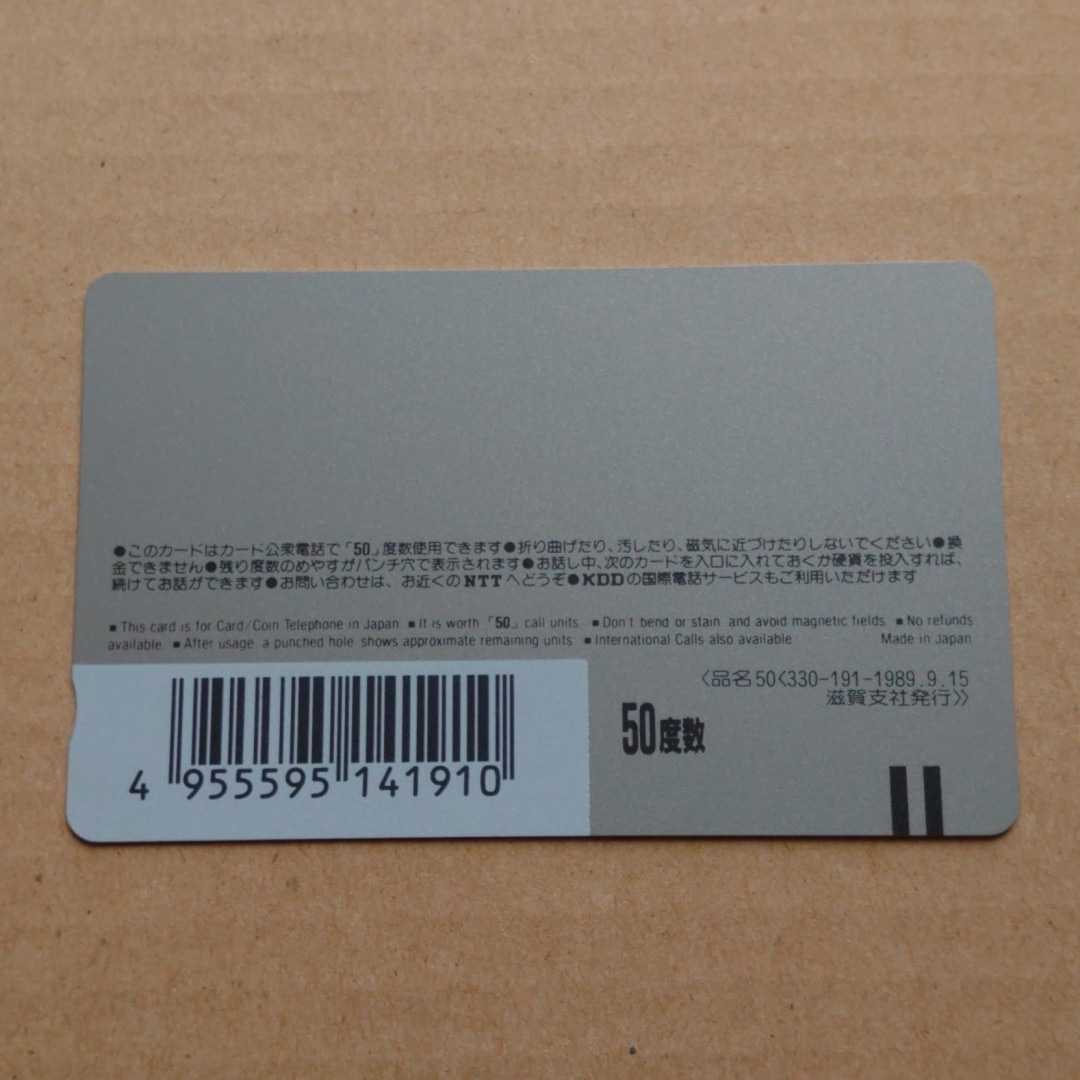 ●このカードはカード公衆電話で「50」度数使用できます●折り曲げたり、汚したり、磁気に近づけたりしないでください●換
金できません●残り度数のめやすがパンチ穴で表示されます●お話し中、次のカードを入口に入れておくか硬貨を投入すれば、
続けてお話ができます●お問い合わせは、お近くのNTTへどうぞ●KDDの国際電話サービスもご利用いただけます
■This card is for Card/Coin Telephone in Japan ■It is worth「50」call units ■Don't bend or stain and avoid magnetic fields ■No refunds
available. ■After usage a punched hole shows approximate remaining units ■International Calls also available Made in Japan
〈品名50〈330-191-1989.9.15
滋賀支社発行〉〉
50度数
4 955595 141910